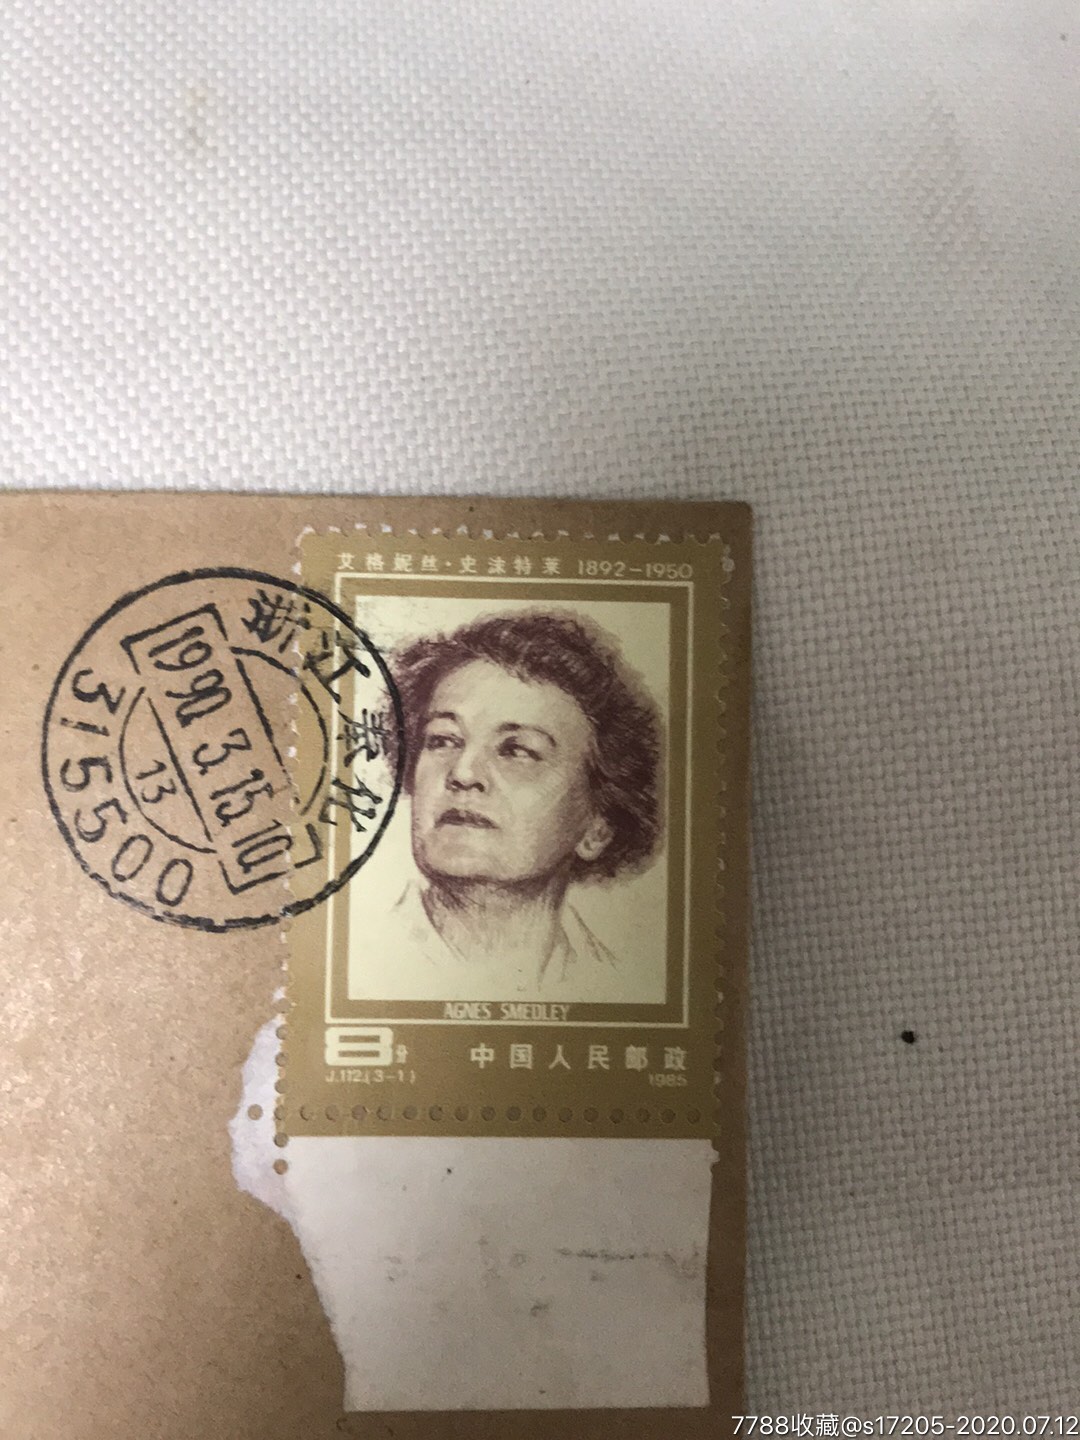 艾格妮丝·史沫特莱 1892-1950
浙江奉化
1990.3.15.10
13
315500
AGNES SMEDLEY
8分 中国人民邮政
J.112.(3-1) 1985
7788收藏@s17205-2020.07.12